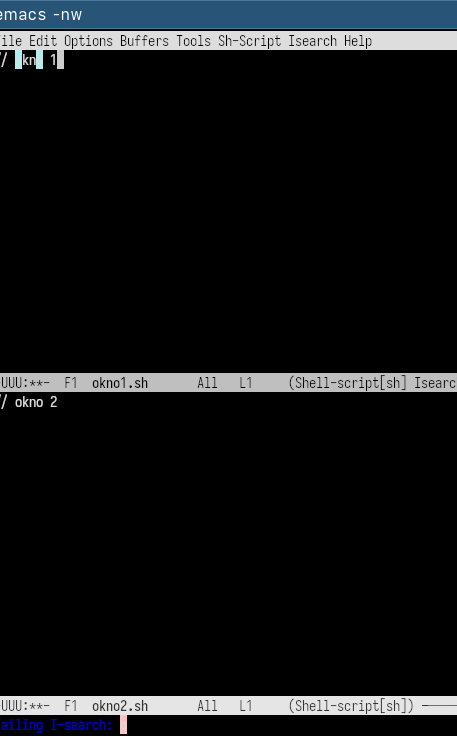 emacs -nw
File Edit Options Buffers Tools Sh-Script Isearch Help
// okno 1
UUU:**-  F1  okno1.sh       All   L1     (Shell-script[sh] Isearc
// okno 2
UUU:**-  F1  okno2.sh       All   L1     (Shell-script[sh])
ailing I-search: o